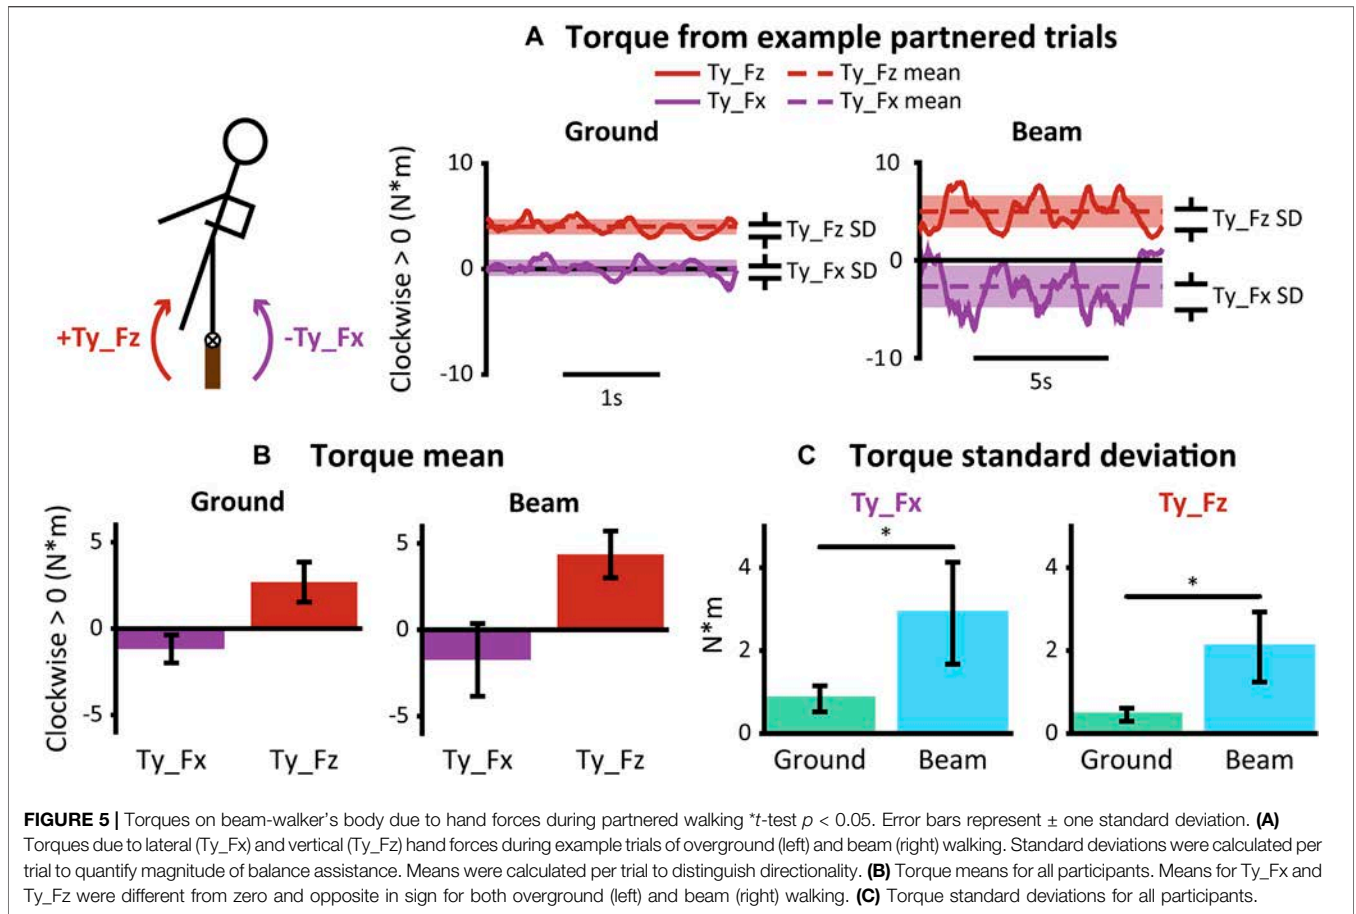 A Torque from example partnered trials
Ty_Fz
Ty_Fz mean
Ty_Fx
Ty_Fx mean
Ground
Beam
Clockwise > 0 (N*m)
10
0
-10
Ty_Fz SD
Ty_Fx SD
1s
10
0
-10
Ty_Fz SD
Ty_Fx SD
5s
+Ty_Fz
-Ty_Fx
B Torque mean
Ground
Beam
Clockwise > 0 (N*m)
5
0
-5
Ty_Fx
Ty_Fz
5
0
-5
Ty_Fx
Ty_Fz
C Torque standard deviation
Ty_Fx
Ty_Fz
N*m
4
2
0
*
Ground
Beam
4
2
0
*
Ground
Beam
FIGURE 5 | Torques on beam-walker's body due to hand forces during partnered walking *t-test p < 0.05. Error bars represent ± one standard deviation. (A)
Torques due to lateral (Ty_Fx) and vertical (Ty_Fz) hand forces during example trials of overground (left) and beam (right) walking. Standard deviations were calculated per
trial to quantify magnitude of balance assistance. Means were calculated per trial to distinguish directionality. (B) Torque means for all participants. Means for Ty_Fx and
Ty_Fz were different from zero and opposite in sign for both overground (left) and beam (right) walking. (C) Torque standard deviations for all participants.